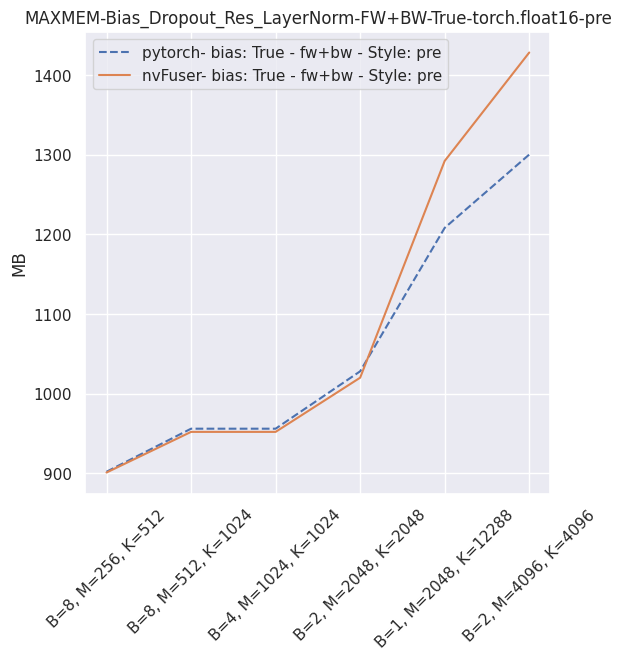 MAXMEM-Bias_Dropout_Res_LayerNorm-FW+BW-True-torch.float16-pre
pytorch- bias: True - fw+bw - Style: pre
nvFuser- bias: True - fw+bw - Style: pre
1400
1300
1200
1100
1000
900
MB
B=8, M=256, K=512
B=8, M=512, K=1024
B=4, M=1024, K=1024
B=2, M=2048, K=2048
B=1, M=2048, K=12288
B=2, M=4096, K=4096